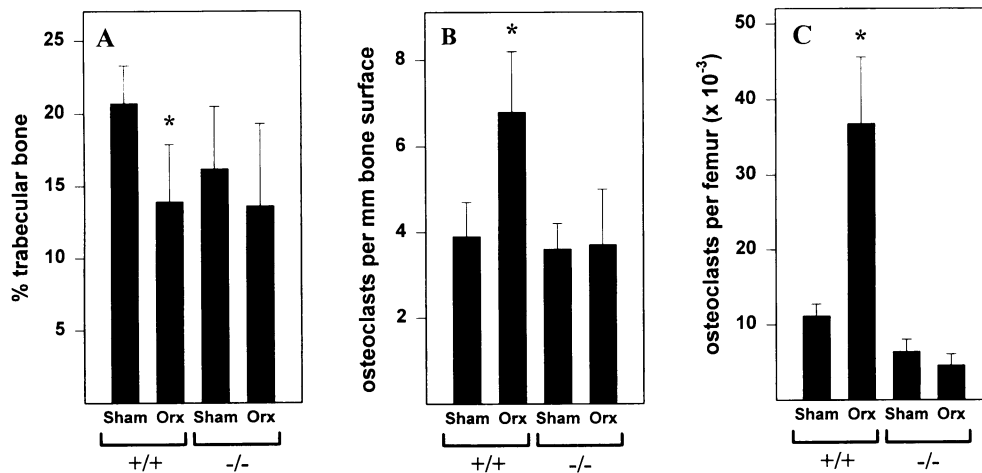 A
% trabecular bone
25
20
15
10
5
*
Sham Orx Sham Orx
+/+ -/-
B
osteoclasts per mm bone surface
8
6
4
2
*
Sham Orx Sham Orx
+/+ -/-
C
osteoclasts per femur (x 10⁻³)
50
40
30
20
10
*
Sham Orx Sham Orx
+/+ -/-